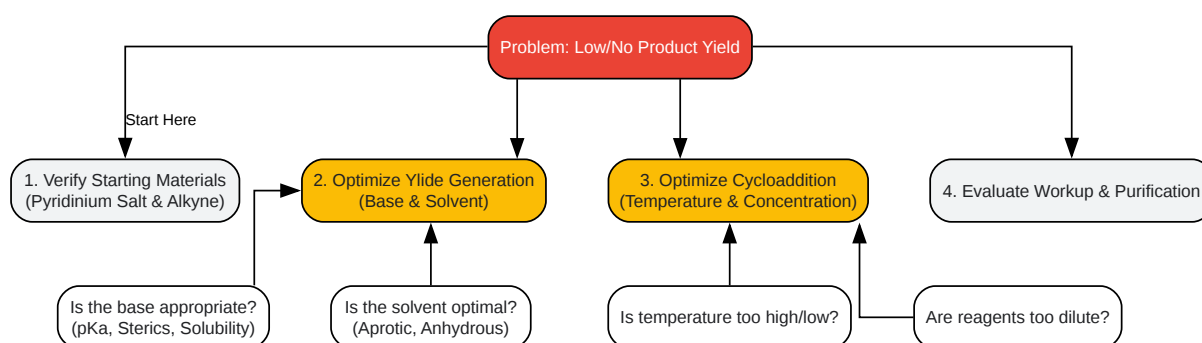 Problem: Low/No Product Yield
Start Here
1. Verify Starting Materials
(Pyridinium Salt & Alkyne)
2. Optimize Ylide Generation
(Base & Solvent)
3. Optimize Cycloaddition
(Temperature & Concentration)
4. Evaluate Workup & Purification
Is the base appropriate?
(pKa, Sterics, Solubility)
Is the solvent optimal?
(Aprotic, Anhydrous)
Is temperature too high/low?
Are reagents too dilute?